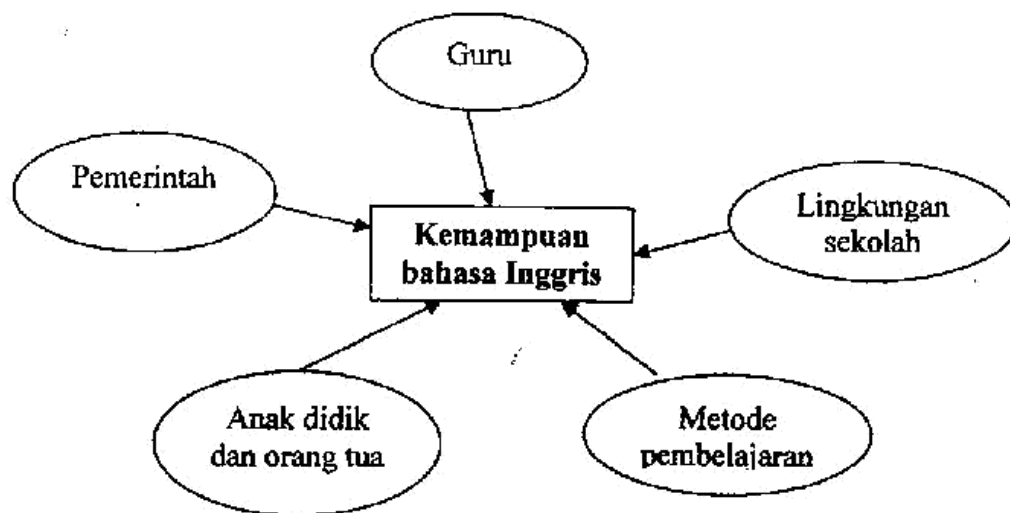 Guru
Pemerintah
Lingkungan
sekolah
Kemampuan
bahasa Inggris
Anak didik
dan orang tua
Metode
pembelajaran